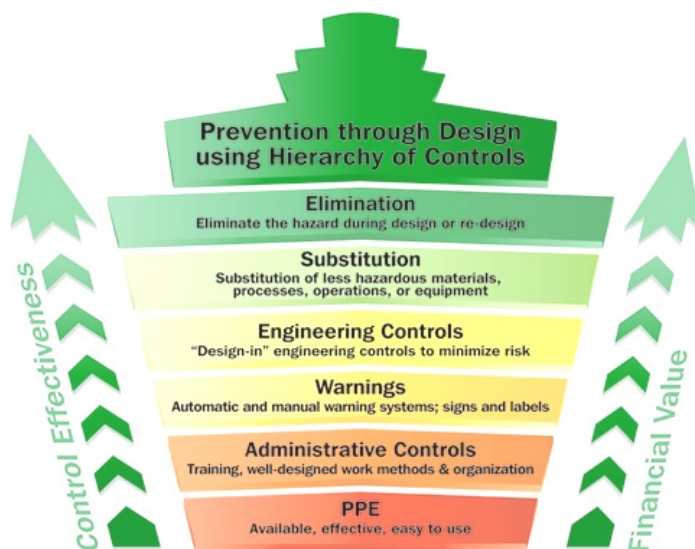 Prevention through Design
using Hierarchy of Controls
Elimination
Eliminate the hazard during design or re-design
Substitution
Substitution of less hazardous materials,
processes, operations, or equipment
Engineering Controls
“Design-in” engineering controls to minimize risk
Warnings
Automatic and manual warning systems; signs and labels
Administrative Controls
Training, well-designed work methods & organization
PPE
Available, effective, easy to use
Control Effectiveness
Financial Value